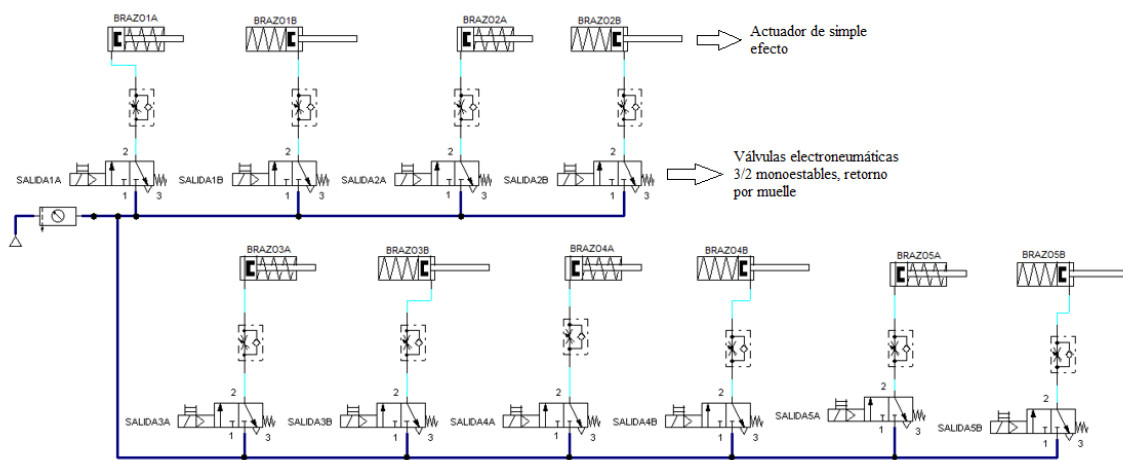 BRAZO1A
BRAZO1B
BRAZO2A
BRAZO2B
Actuador de simple
efecto
2
2
2
2
SALIDA1A
SALIDA1B
SALIDA2A
SALIDA2B
Válvulas electroneumáticas
3/2 monoestables, retorno
por muelle
1
3
1
3
1
3
1
3
BRAZO3A
BRAZO3B
BRAZO4A
BRAZO4B
BRAZO5A
BRAZO5B
2
2
2
2
2
2
SALIDA3A
SALIDA3B
SALIDA4A
SALIDA4B
SALIDA5A
SALIDA5B
1
3
1
3
1
3
1
3
1
3
1
3